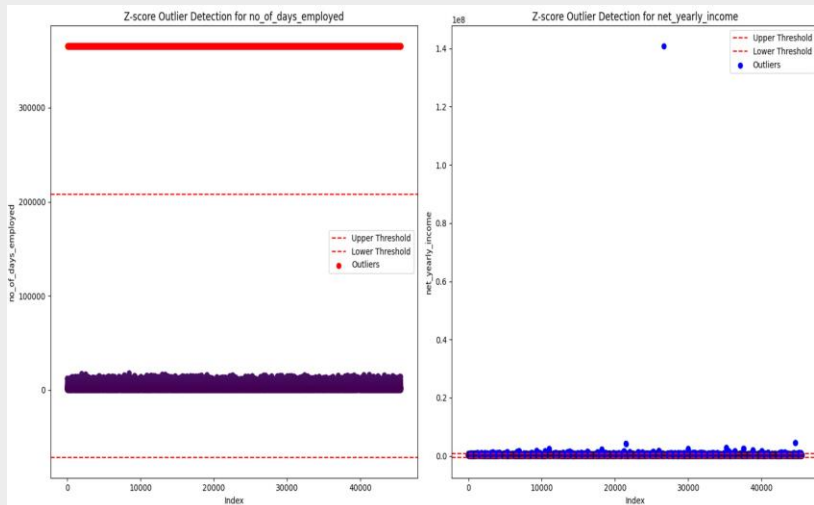 Z-score Outlier Detection for no_of_days_employed
300000
200000
100000
0
no_of_days_employed
Upper Threshold
Lower Threshold
Outliers
0 10000 20000 30000 40000
Index
Z-score Outlier Detection for net_yearly_income
1e8
1.4
1.2
1.0
0.8
0.6
0.4
0.2
0.0
net_yearly_income
Upper Threshold
Lower Threshold
Outliers
0 10000 20000 30000 40000
Index